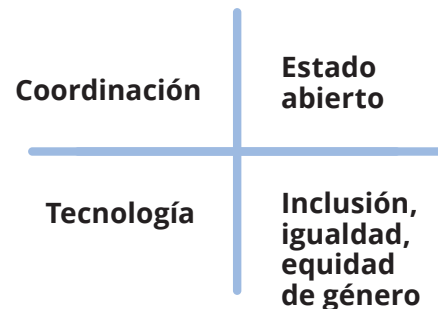 Coordinación
Estado
abierto
Tecnología
Inclusión,
igualdad,
equidad
de género